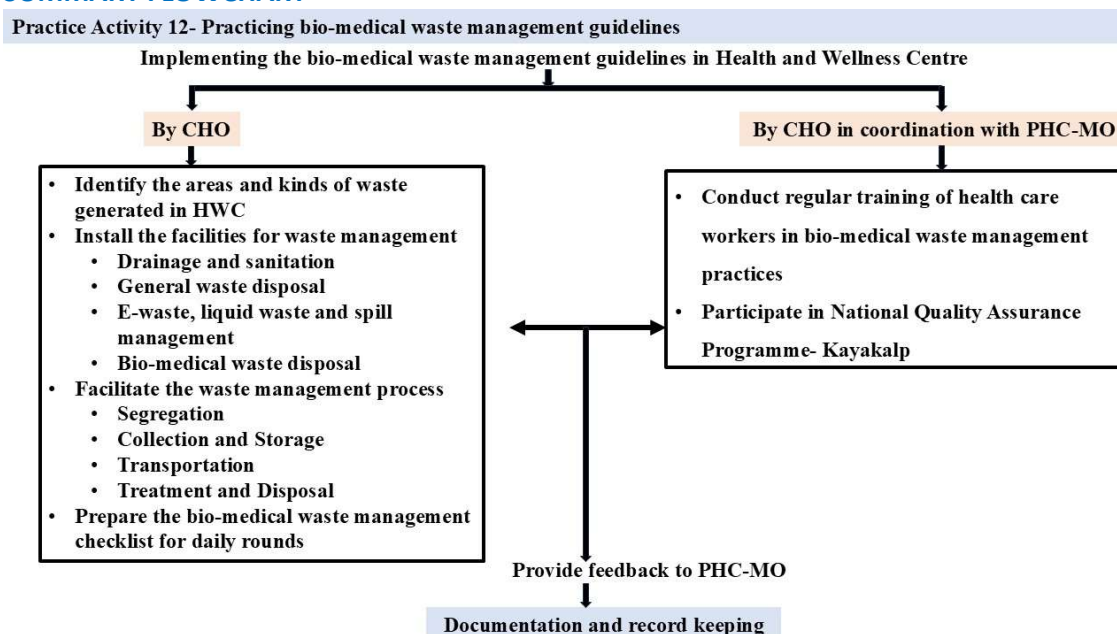 SUMMARY FLOWCHART
Practice Activity 12- Practicing bio-medical waste management guidelines
Implementing the bio-medical waste management guidelines in Health and Wellness Centre
By CHO
• Identify the areas and kinds of waste
generated in HWC
• Install the facilities for waste management
• Drainage and sanitation
• General waste disposal
• E-waste, liquid waste and spill
management
• Bio-medical waste disposal
• Facilitate the waste management process
• Segregation
• Collection and Storage
• Transportation
• Treatment and Disposal
• Prepare the bio-medical waste management
checklist for daily rounds
By CHO in coordination with PHC-MO
• Conduct regular training of health care
workers in bio-medical waste management
practices
• Participate in National Quality Assurance
Programme- Kayakalp
Provide feedback to PHC-MO
Documentation and record keeping